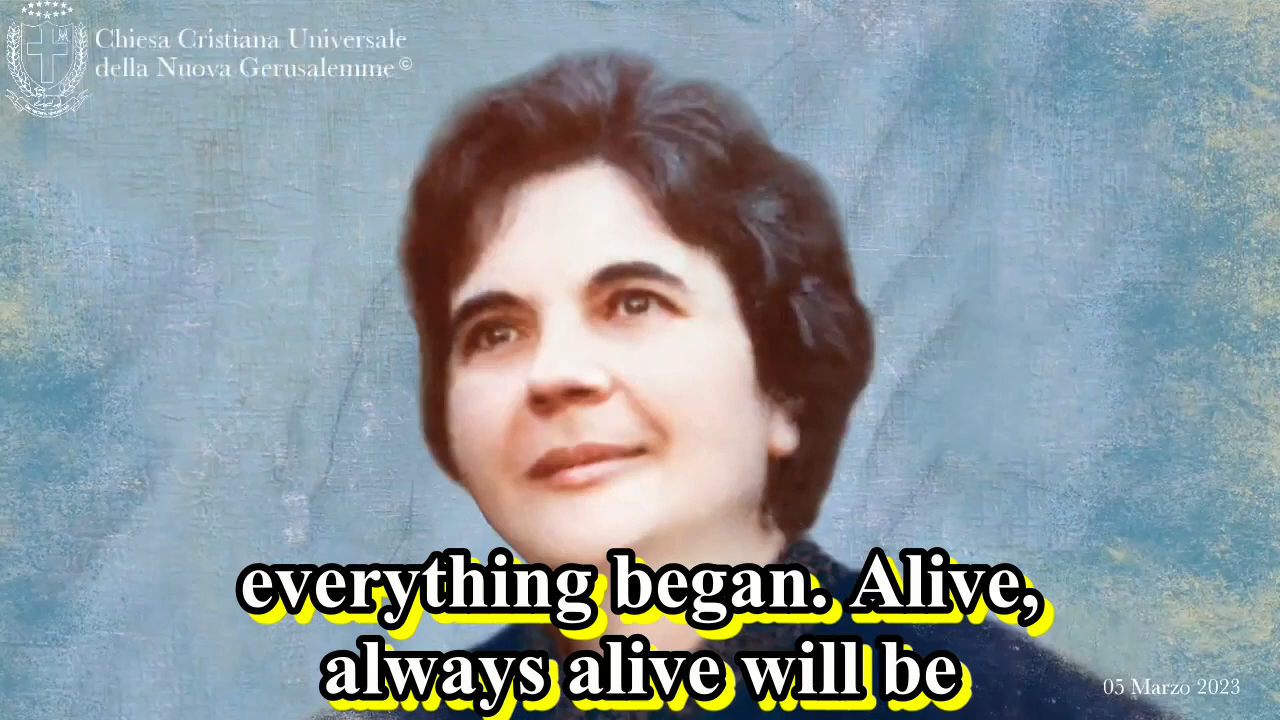 Chiesa Cristiana Universale
della Nuova Gerusalemme©
everything began. Alive,
always alive will be
05 Marzo 2023